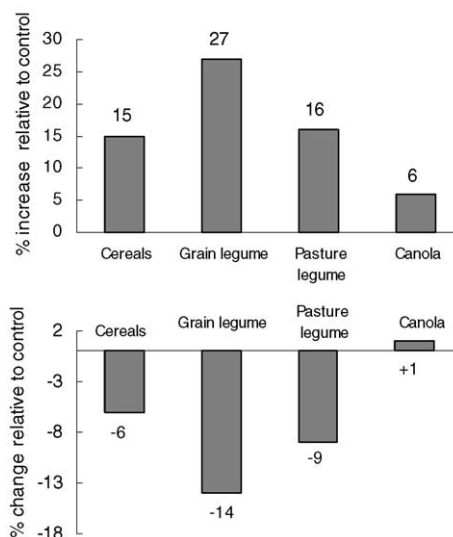 % increase relative to control
30
25
20
15
10
5
0
15
27
16
6
Cereals
Grain legume
Pasture
legume
Canola
% change relative to control
2
-3
-8
-13
-18
Cereals
Grain legume
Pasture
legume
Canola
-6
-14
-9
+1